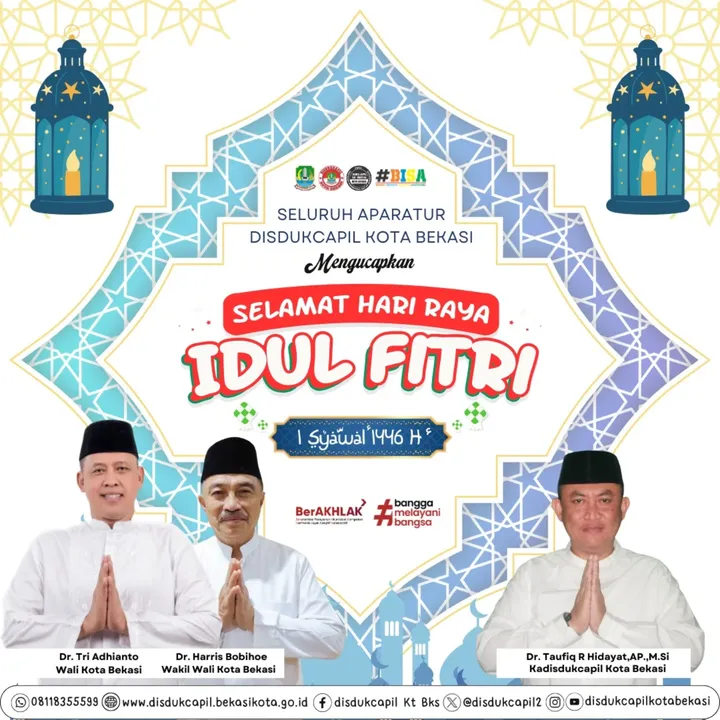 #BISA
SELURUH APARATUR
DISDUKCAPIL KOTA BEKASI
Mengucapkan
SELAMAT HARI RAYA
IDUL FITRI
1 Syawal 1446 H
BerAKHLAK
#bangga
melayani
bangsa
Dr. Tri Adhianto
Wali Kota Bekasi
Dr. Harris Bobihoe
Wakil Wali Kota Bekasi
Dr. Taufiq R Hidayat,AP.,M.Si
Kadisdukcapil Kota Bekasi
08118355599 www.disdukcapil.bekasikota.go.id disdukcapil Kt Bks @disdukcapil2 disdukcapilkotabekasi